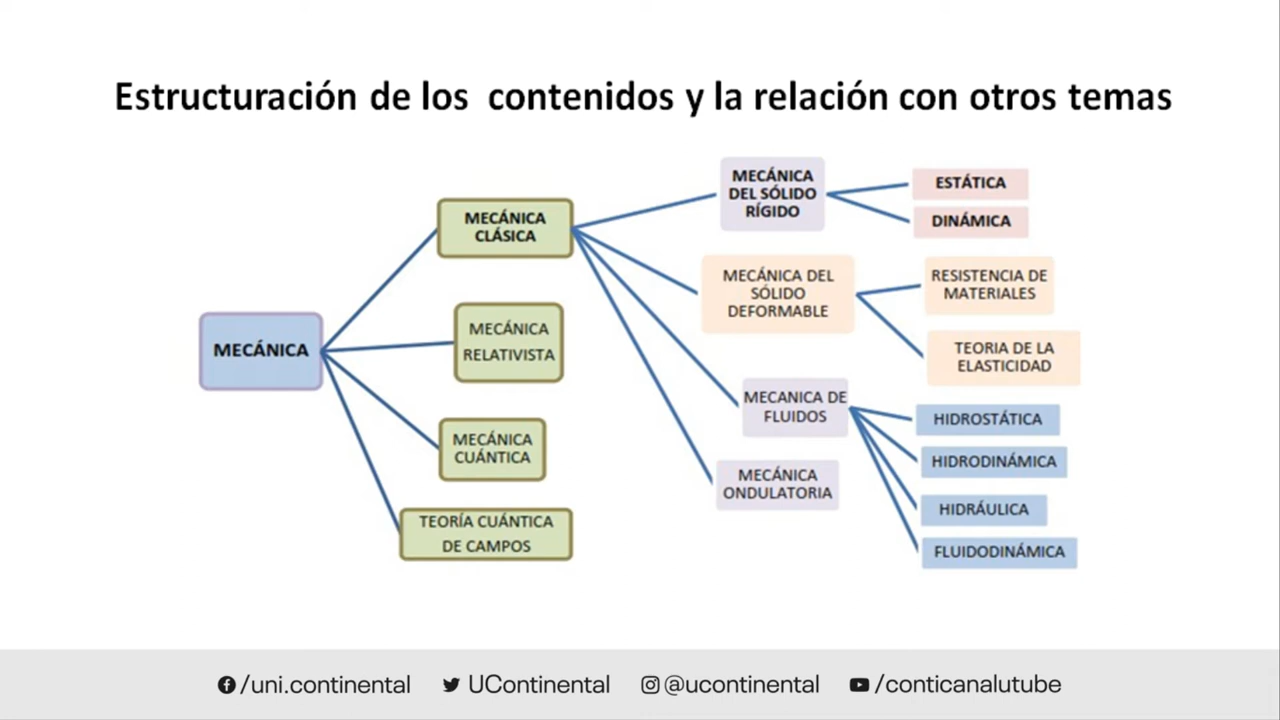 Estructuración de los  contenidos y la relación con otros temas
MECÁNICA
MECÁNICA
CLÁSICA
MECÁNICA
RELATIVISTA
MECÁNICA
CUÁNTICA
TEORÍA CUÁNTICA
DE CAMPOS
MECÁNICA
DEL SÓLIDO
RÍGIDO
MECÁNICA DEL
SÓLIDO
DEFORMABLE
MECANICA DE
FLUIDOS
MECÁNICA
ONDULATORIA
ESTÁTICA
DINÁMICA
RESISTENCIA DE
MATERIALES
TEORIA DE LA
ELASTICIDAD
HIDROSTÁTICA
HIDRODINÁMICA
HIDRÁULICA
FLUIDODINÁMICA
/uni.continental UContinental @ucontinental /conticanalutube